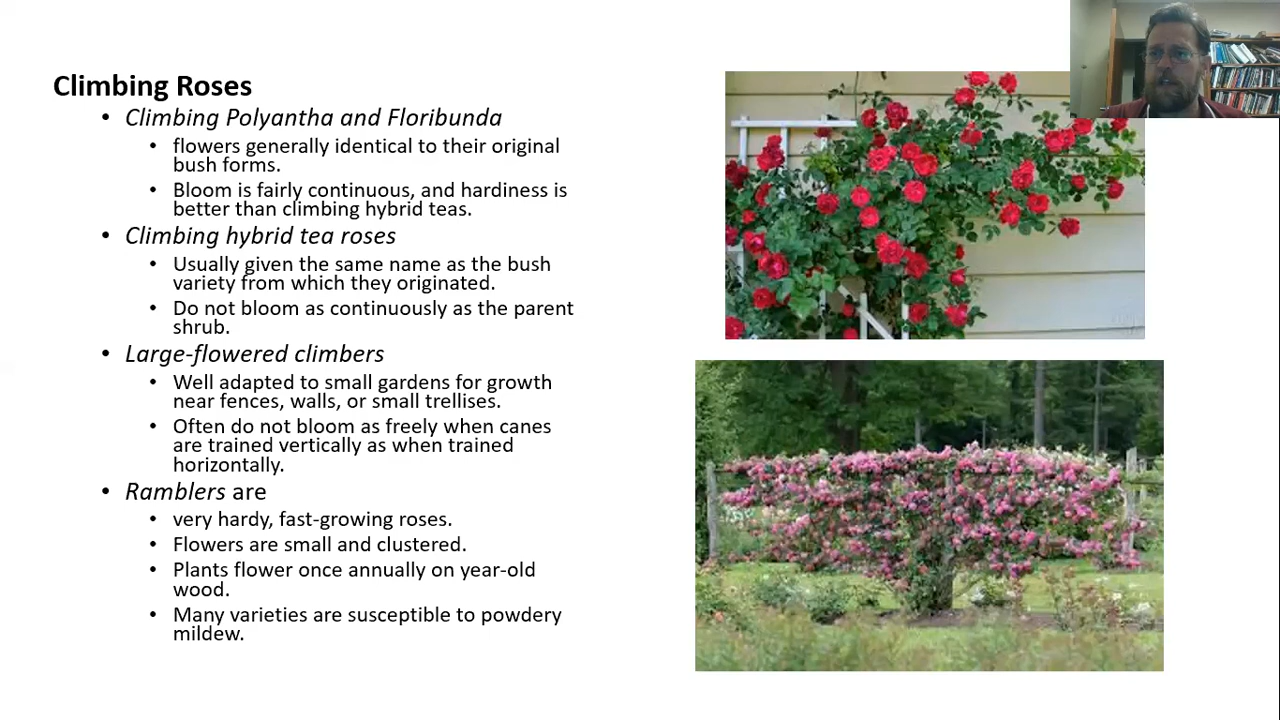 Climbing Roses
• Climbing Polyantha and Floribunda
• flowers generally identical to their original
bush forms.
• Bloom is fairly continuous, and hardiness is
better than climbing hybrid teas.
• Climbing hybrid tea roses
• Usually given the same name as the bush
variety from which they originated.
• Do not bloom as continuously as the parent
shrub.
• Large-flowered climbers
• Well adapted to small gardens for growth
near fences, walls, or small trellises.
• Often do not bloom as freely when canes
are trained vertically as when trained
horizontally.
• Ramblers are
• very hardy, fast-growing roses.
• Flowers are small and clustered.
• Plants flower once annually on year-old
wood.
• Many varieties are susceptible to powdery
mildew.